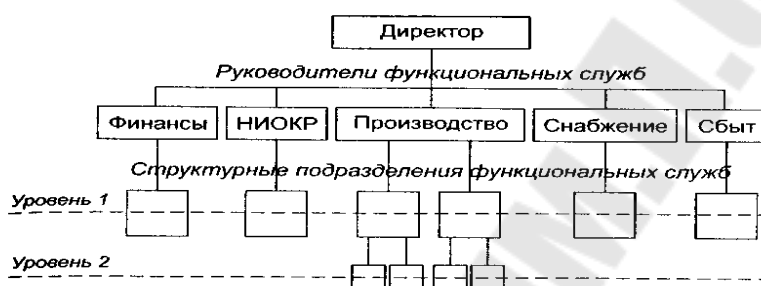 Директор
Руководители функциональных служб
Финансы НИОКР Производство Снабжение Сбыт
Структурные подразделения функциональных служб
Уровень 1
Уровень 2